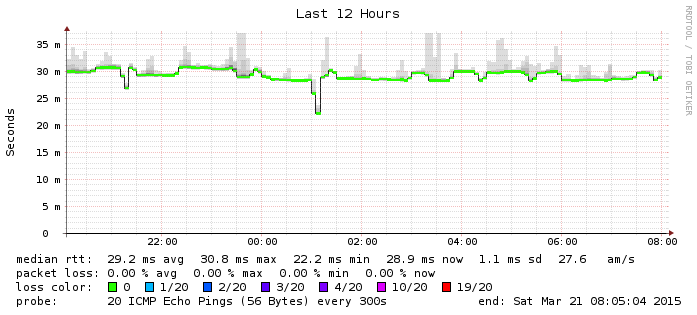 Last 12 Hours
RRDTOOL / TOBI OETIKER
Seconds
35 m
30 m
25 m
20 m
15 m
10 m
5 m
0
22:00 00:00 02:00 04:00 06:00 08:00
median rtt: 29.2 ms avg 30.8 ms max 22.2 ms min 28.9 ms now 1.1 ms sd 27.6 am/s
packet loss: 0.00 % avg 0.00 % max 0.00 % min 0.00 % now
loss color: 0 1/20 2/20 3/20 4/20 10/20 19/20
probe: 20 ICMP Echo Pings (56 Bytes) every 300s end: Sat Mar 21 08:05:04 2015